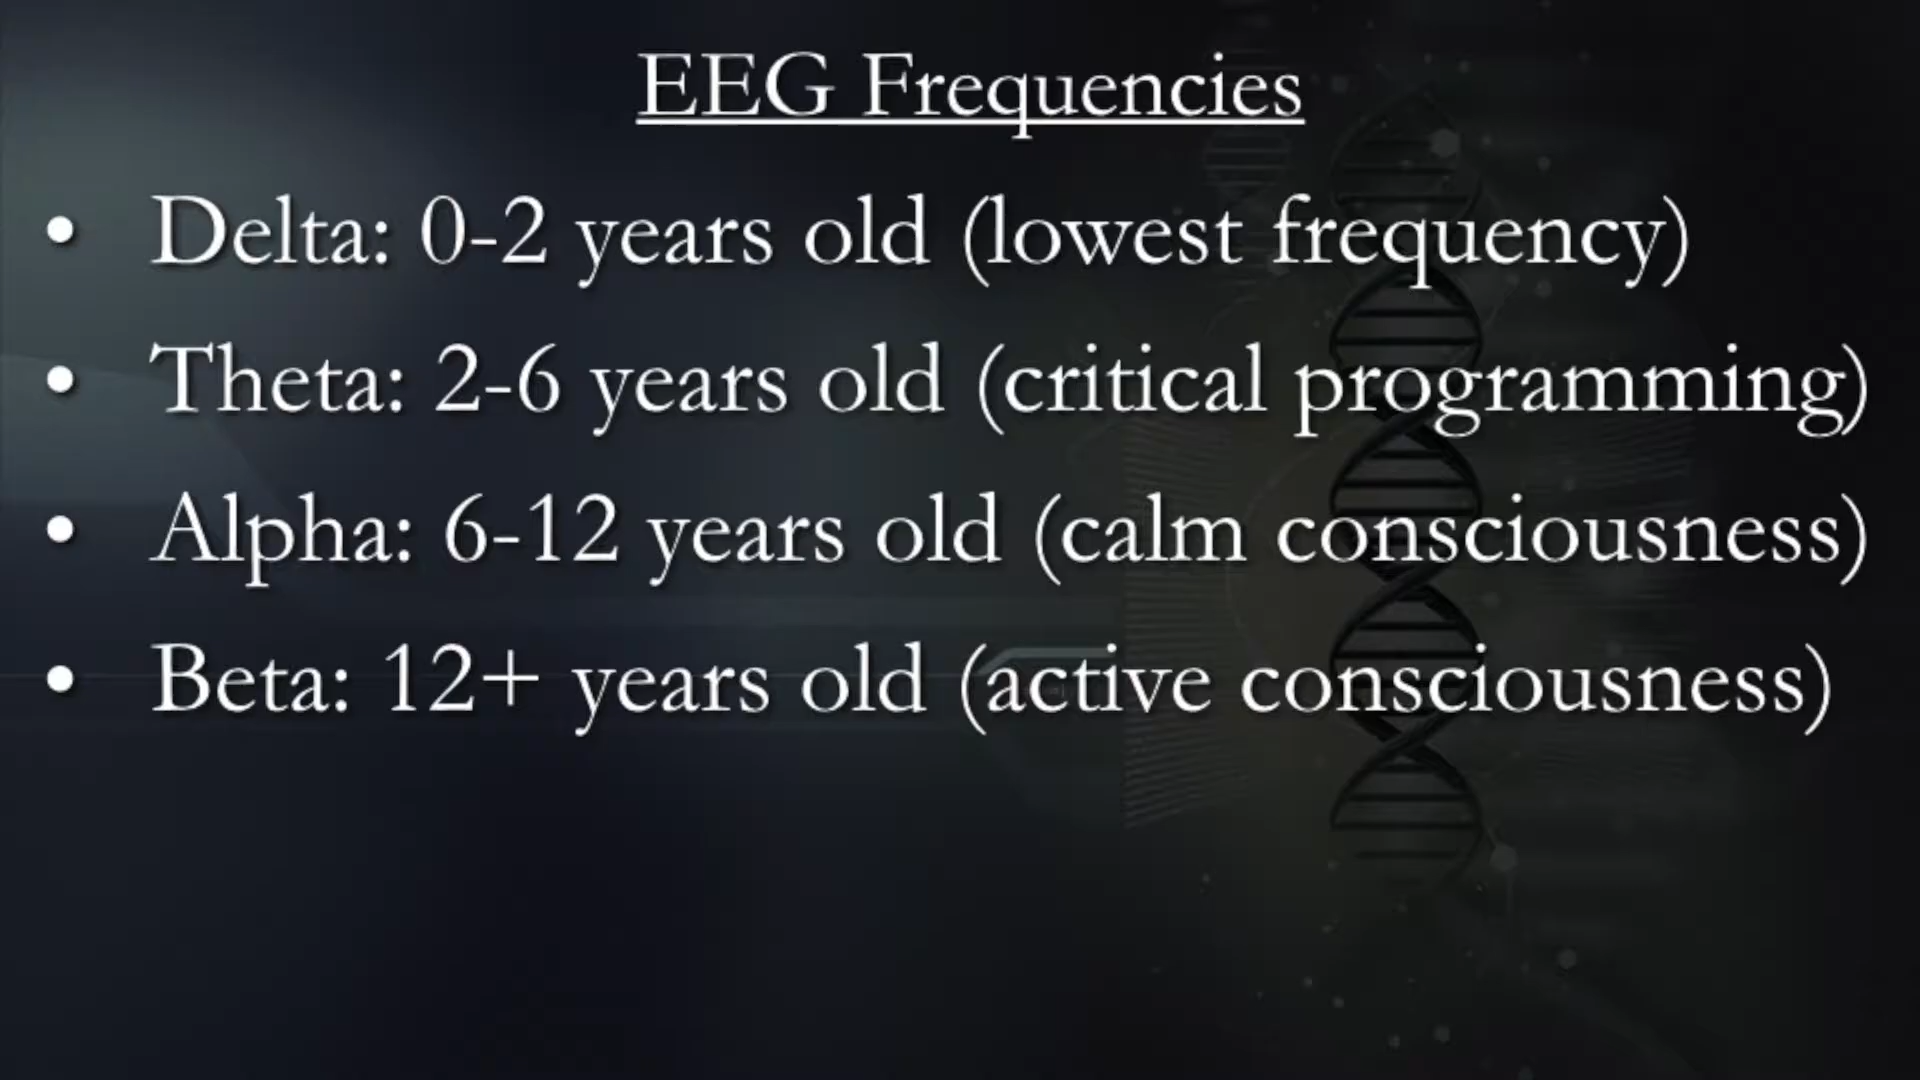 EEG Frequencies
• Delta: 0-2 years old (lowest frequency)
• Theta: 2-6 years old (critical programming)
• Alpha: 6-12 years old (calm consciousness)
• Beta: 12+ years old (active consciousness)